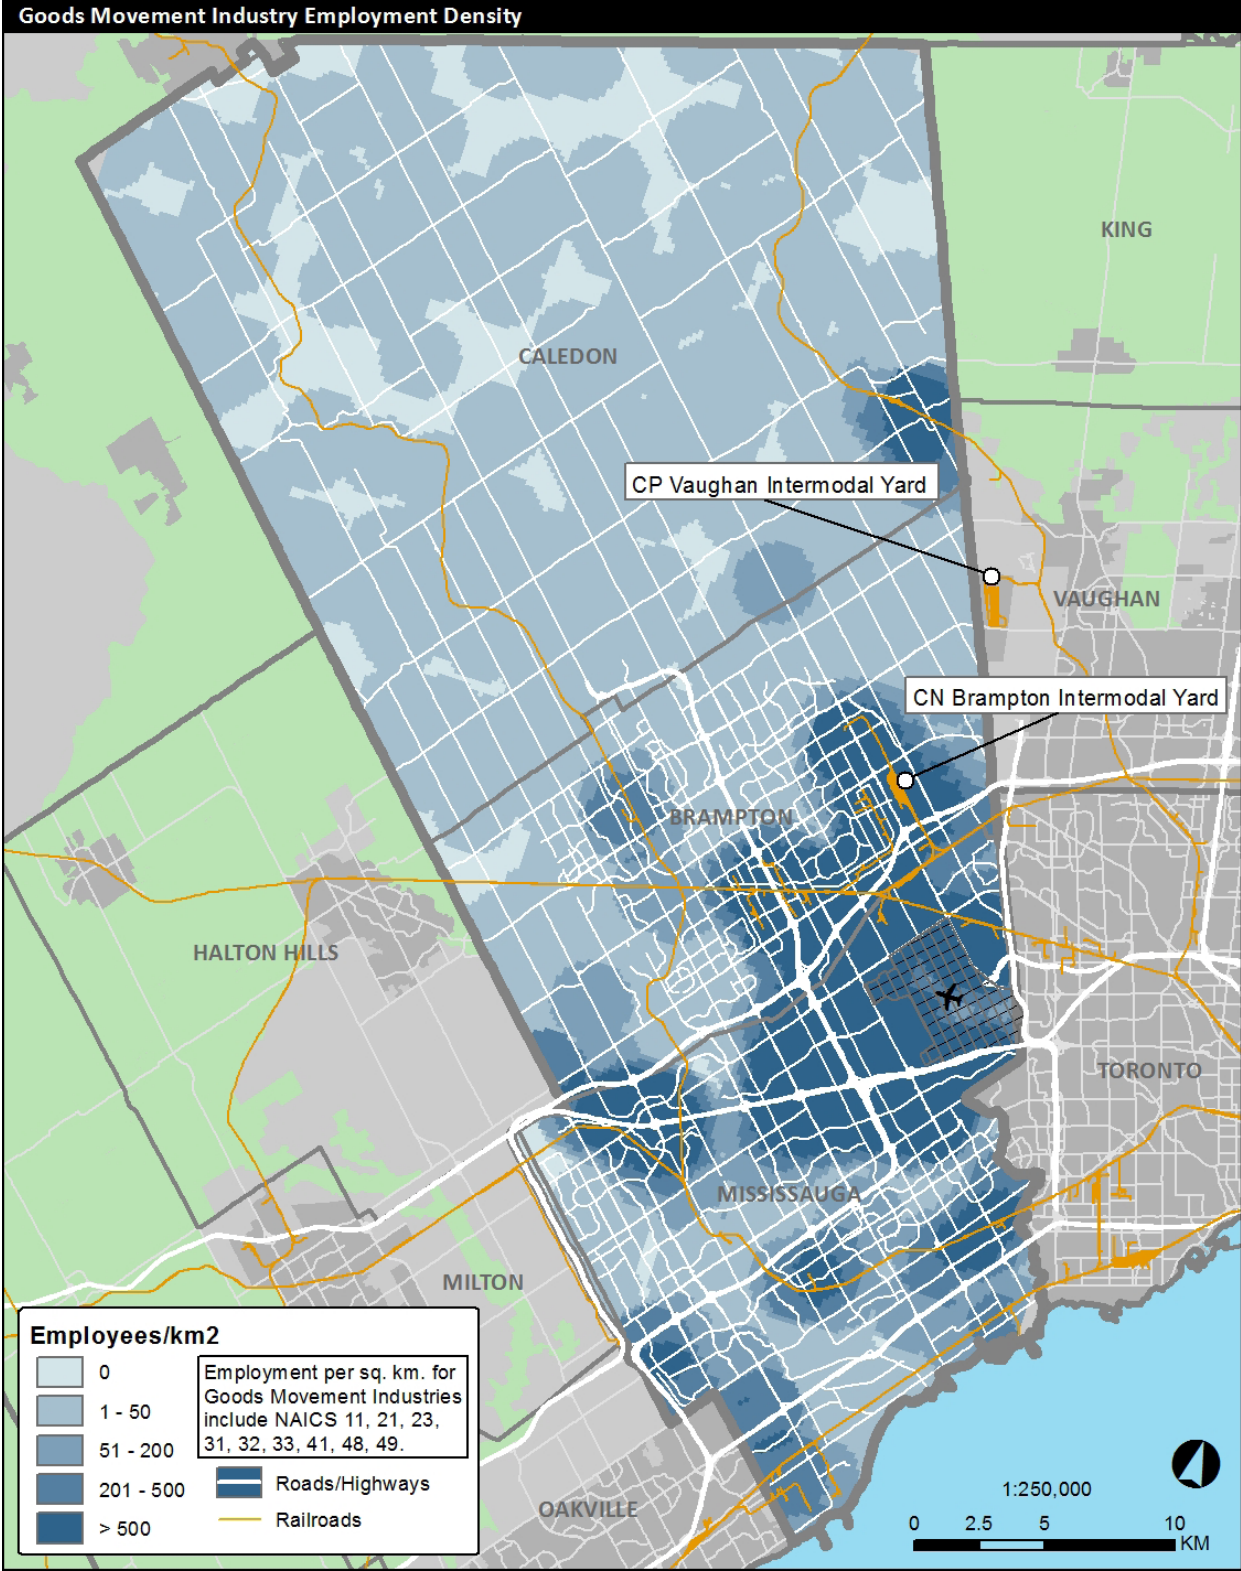 Goods Movement Industry Employment Density
KING
CALEDON
CP Vaughan Intermodal Yard
VAUGHAN
CN Brampton Intermodal Yard
BRAMPTON
HALTON HILLS
TORONTO
MISSISSAUGA
MILTON
Employees/km2
0
1 - 50
51 - 200
201 - 500
> 500
Employment per sq. km. for
Goods Movement Industries
include NAICS 11, 21, 23,
31, 32, 33, 41, 48, 49.
Roads/Highways
Railroads
OAKVILLE
1:250,000
0 2.5 5 10
KM